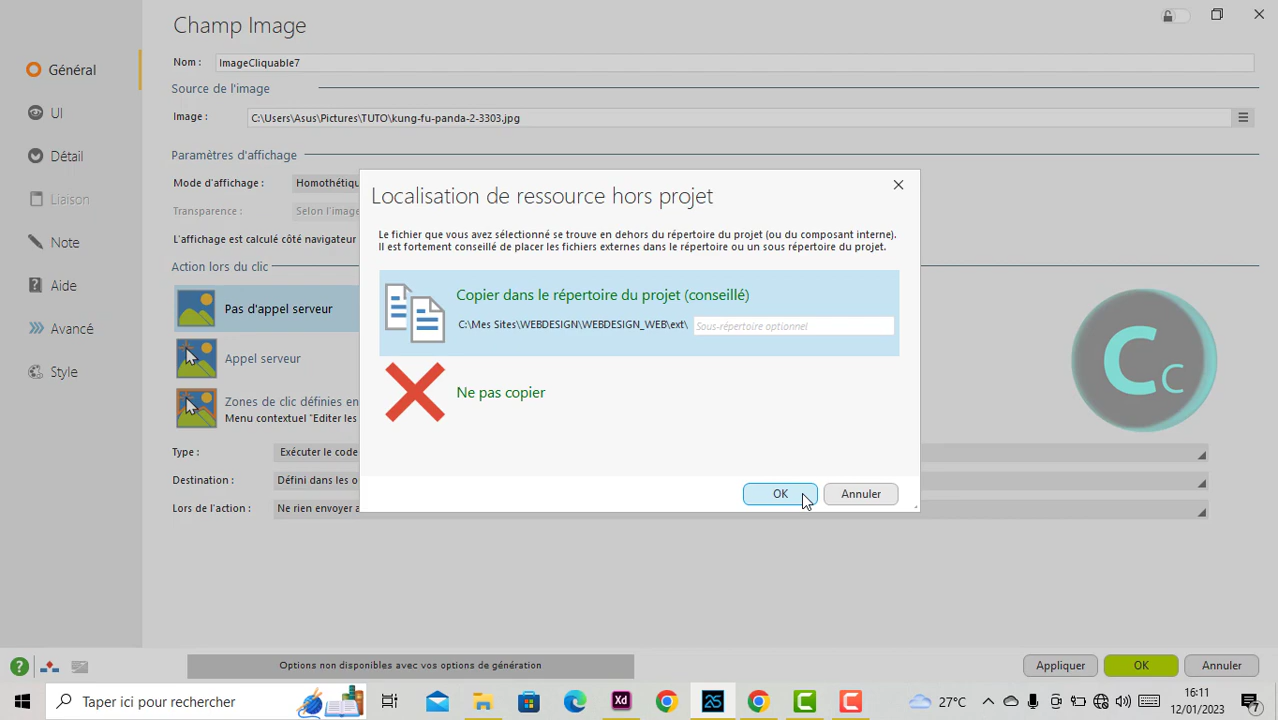 Champ Image
Général
UI
Détail
Liaison
Note
Aide
Avancé
Style
Nom :
ImageCliquable7
Source de l'image
Image :
C:\Users\Asus\Pictures\TUTO\kung-fu-panda-2-3303.jpg
Paramètres d'affichage
Mode d'affichage :
Homothétiqu
Transparence :
Selon l'image
L'affichage est calculé côté navigateur
Action lors du clic
Pas d'appel serveur
Appel serveur
Zones de clic définies en
Menu contextuel "Editer les
Type :
Exécuter le code
Destination :
Défini dans les o
Lors de l'action :
Ne rien envoyer a
Localisation de ressource hors projet
Le fichier que vous avez sélectionné se trouve en dehors du répertoire du projet (ou du composant interne).
Il est fortement conseillé de placer les fichiers externes dans le répertoire ou un sous répertoire du projet.
Copier dans le répertoire du projet (conseillé)
C:\Mes Sites\WEBDESIGN\WEBDESIGN_WEB\ext\
Sous-répertoire optionnel
Ne pas copier
OK
Annuler
Cc
Options non disponibles avec vos options de génération
Appliquer
OK
Annuler
Taper ici pour rechercher
Xd
25
C
C
27°C
16:11
12/01/2023
7